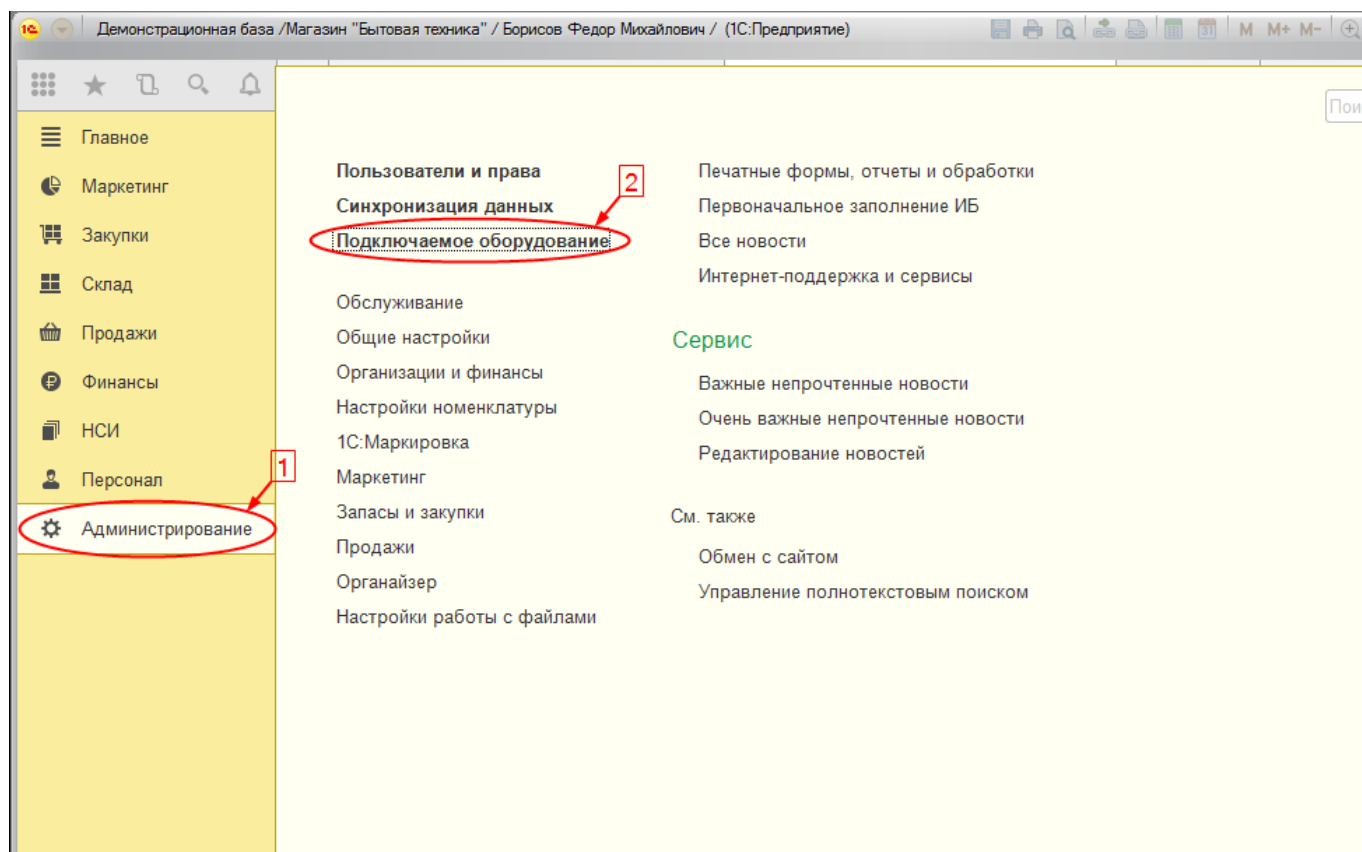 1С Демонстрационная база /Магазин "Бытовая техника" / Борисов Федор Михайлович / (1С:Предприятие) 31 M M+ M-
Пои
Главное
Маркетинг
Закупки
Склад
Продажи
Финансы
НСИ
Персонал
1
Администрирование
Пользователи и права
2
Синхронизация данных
Подключаемое оборудование
Обслуживание
Общие настройки
Организации и финансы
Настройки номенклатуры
1С:Маркировка
Маркетинг
Запасы и закупки
Продажи
Органайзер
Настройки работы с файлами
Печатные формы, отчеты и обработки
Первоначальное заполнение ИБ
Все новости
Интернет-поддержка и сервисы
Сервис
Важные непрочтенные новости
Очень важные непрочтенные новости
Редактирование новостей
См. также
Обмен с сайтом
Управление полнотекстовым поиском